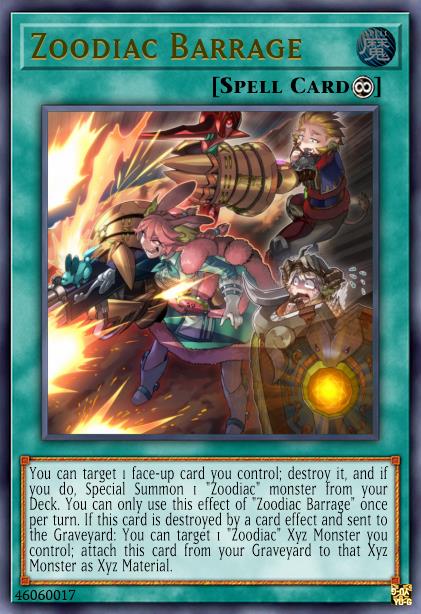 Zoodiac Barrage
魔
[Spell Card]
You can target 1 face-up card you control; destroy it, and if
you do, Special Summon 1 "Zoodiac" monster from your
Deck. You can only use this effect of "Zoodiac Barrage" once
per turn. If this card is destroyed by a card effect and sent to
the Graveyard: You can target 1 "Zoodiac" Xyz Monster you
control; attach this card from your Graveyard to that Xyz
Monster as Xyz Material.
46060017